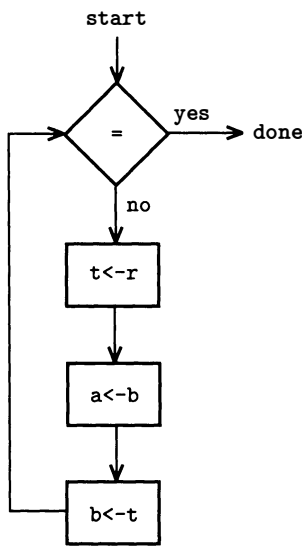 start
=
yes
done
no
t<-r
a<-b
b<-t